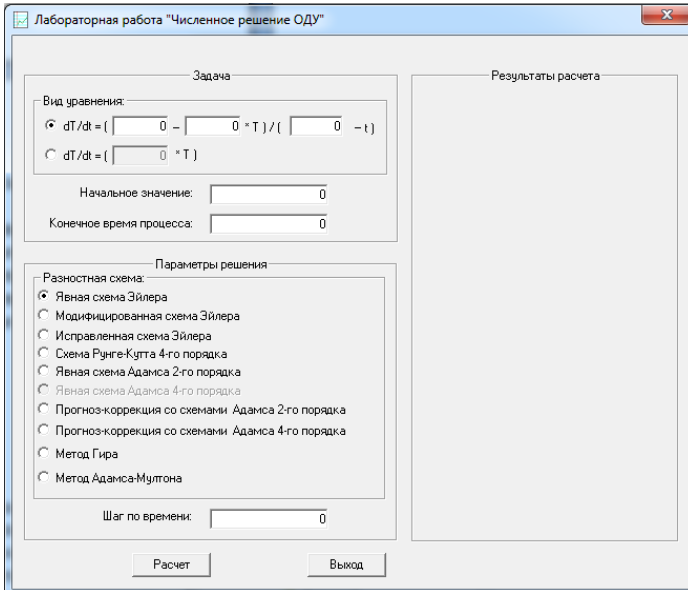 Лабораторная работа "Численное решение ОДУ"
Задача
Вид уравнения:
dT/dt = ( 0 – 0 * T ) / ( 0 – t )
dT/dt = ( 0 * T )
Начальное значение: 0
Конечное время процесса: 0
Параметры решения
Разностная схема:
Явная схема Эйлера
Модифицированная схема Эйлера
Исправленная схема Эйлера
Схема Рунге-Кутта 4-го порядка
Явная схема Адамса 2-го порядка
Явная схема Адамса 4-го порядка
Прогноз-коррекция со схемами Адамса 2-го порядка
Прогноз-коррекция со схемами Адамса 4-го порядка
Метод Гира
Метод Адамса-Мултона
Шаг по времени: 0
Расчет Выход
Результаты расчета